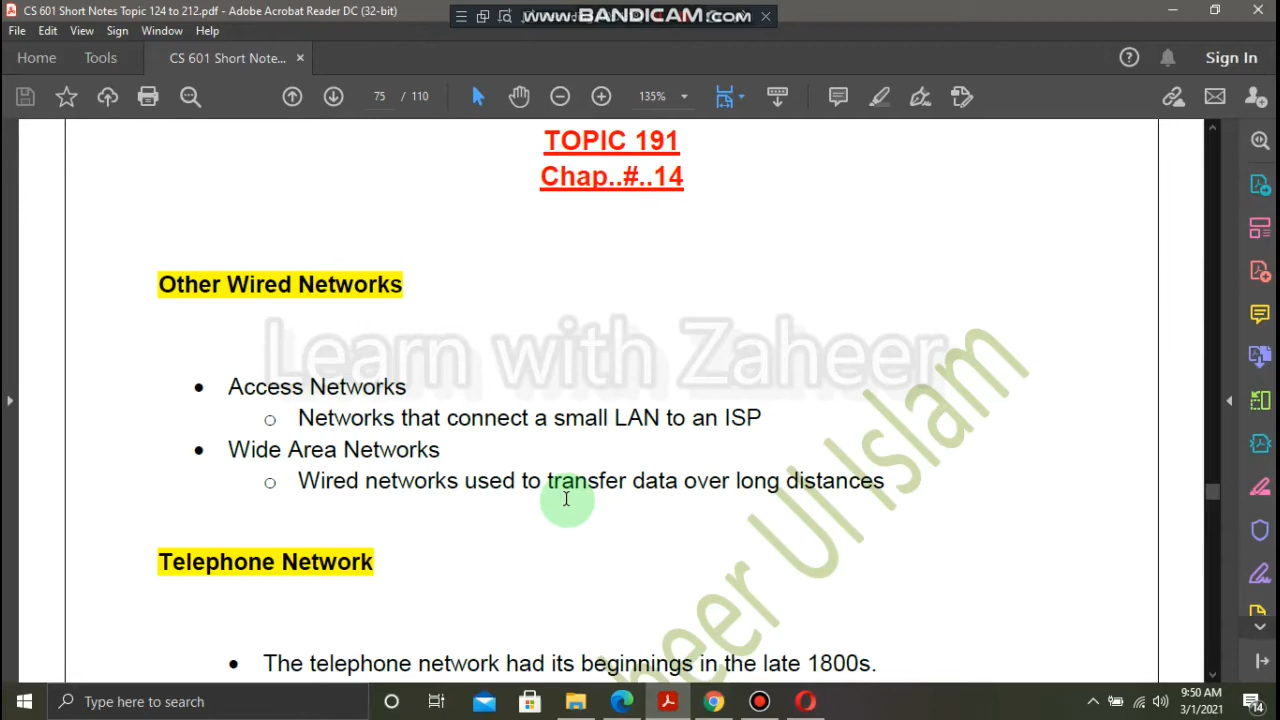 CS 601 Short Notes Topic 124 to 212.pdf - Adobe Acrobat Reader DC (32-bit)
www.BANDICAM.com
File Edit View Sign Window Help
Home Tools CS 601 Short Notes... × Sign In
75 / 110 135%
TOPIC 191
Chap..#..14
Other Wired Networks
Learn with Zaheer
• Access Networks
o Networks that connect a small LAN to an ISP
• Wide Area Networks
o Wired networks used to transfer data over long distances
heer Ul Islam
Telephone Network
• The telephone network had its beginnings in the late 1800s.
Type here to search
9:50 AM
3/1/2021
14